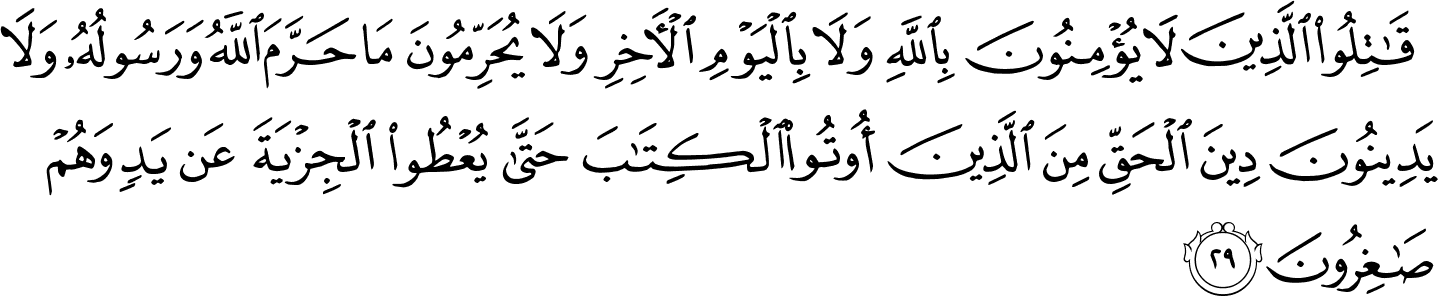 قَٰتِلُوا۟ ٱلَّذِينَ لَا يُؤْمِنُونَ بِٱللَّهِ وَلَا بِٱلْيَوْمِ ٱلْـَٔاخِرِ وَلَا يُحَرِّمُونَ مَا حَرَّمَ ٱللَّهُ وَرَسُولُهُۥ وَلَا
يَدِينُونَ دِينَ ٱلْحَقِّ مِنَ ٱلَّذِينَ أُوتُوا۟ ٱلْكِتَٰبَ حَتَّىٰ يُعْطُوا۟ ٱلْجِزْيَةَ عَن يَدٍ وَهُمْ
صَٰغِرُونَ ٢٩